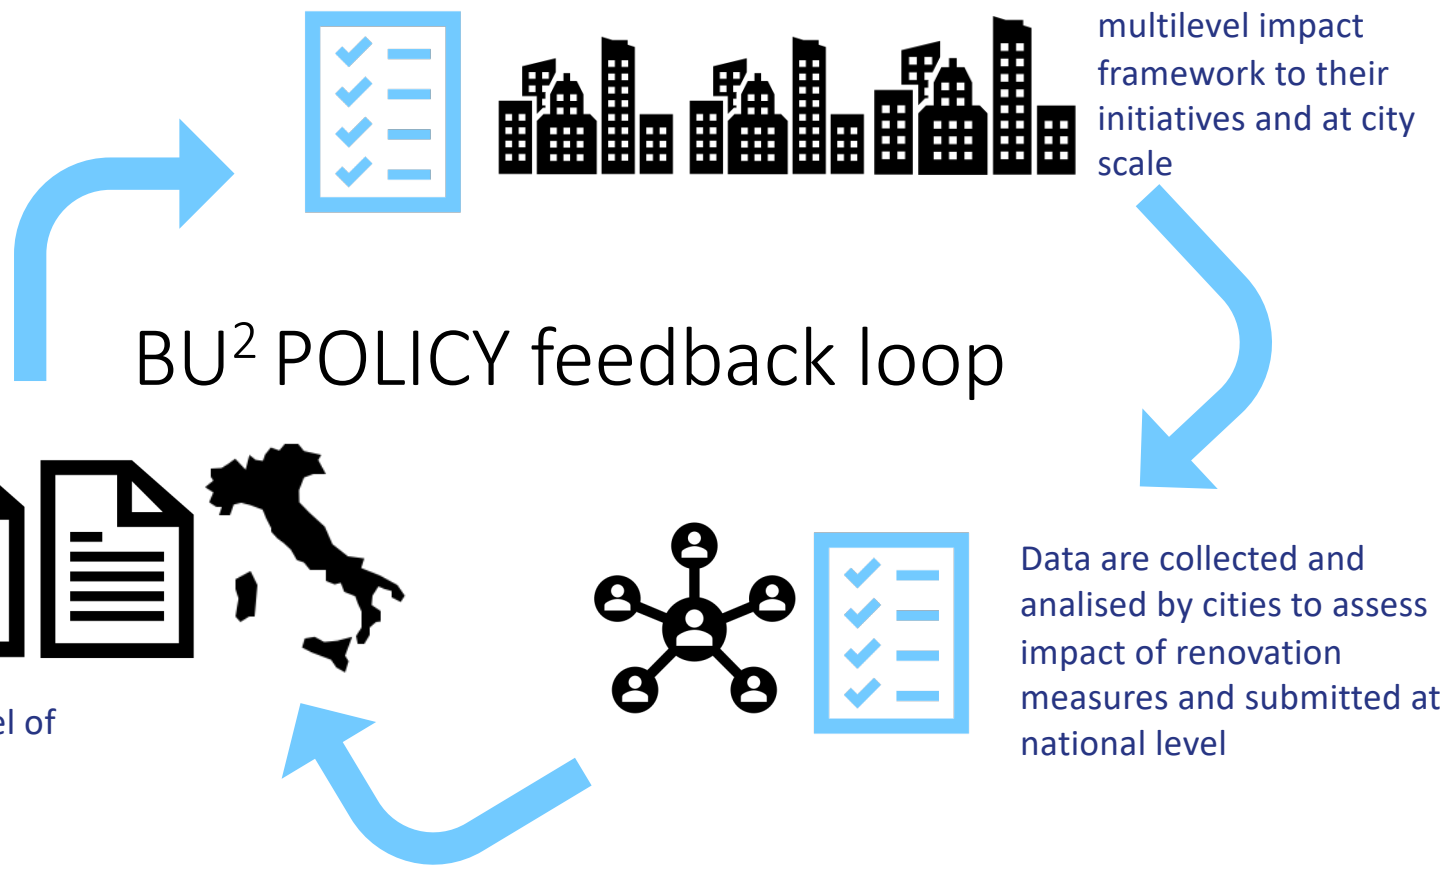 multilevel impact
framework to their
initiatives and at city
scale
BU² POLICY feedback loop
Data are collected and
analised by cities to assess
impact of renovation
measures and submitted at
national level
of